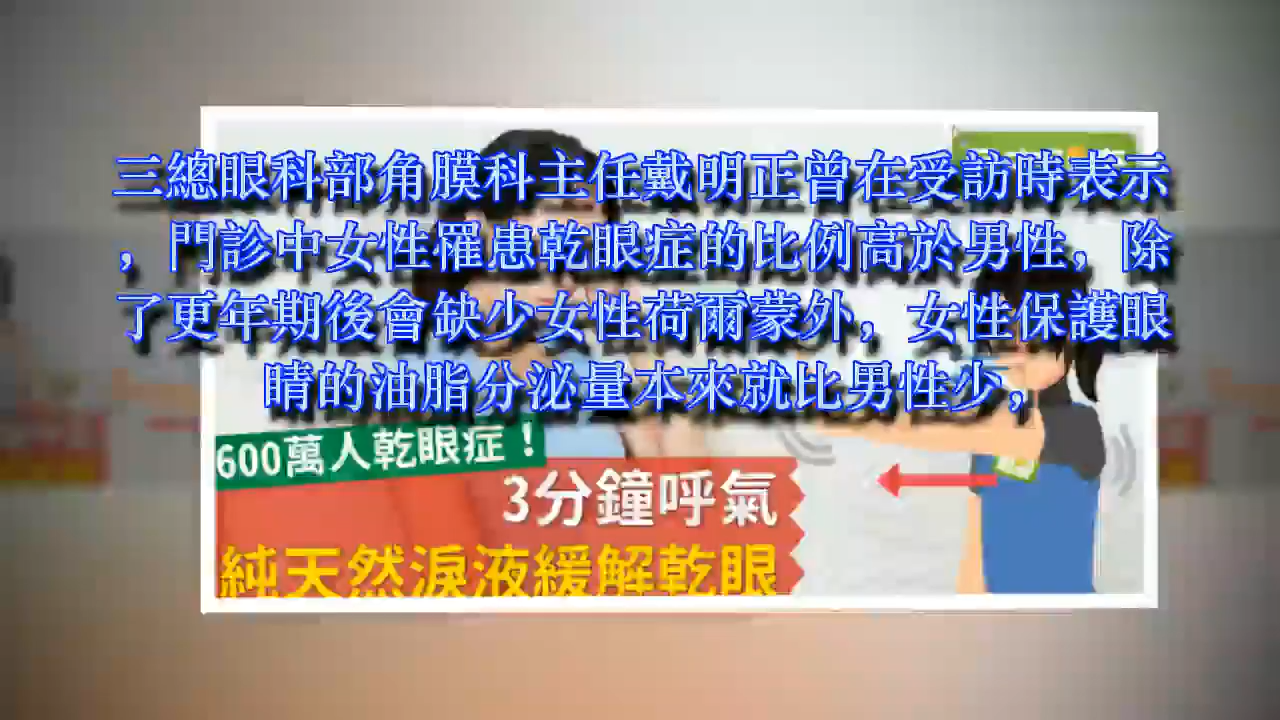 三總眼科部角膜科主任戴明正曾在受訪時表示
，門診中女性罹患乾眼症的比例高於男性，除
了更年期後會缺少女性荷爾蒙外，女性保護眼
睛的油脂分泌量本來就比男性少，
600萬人乾眼症！
3分鐘呼氣
純天然淚液緩解乾眼